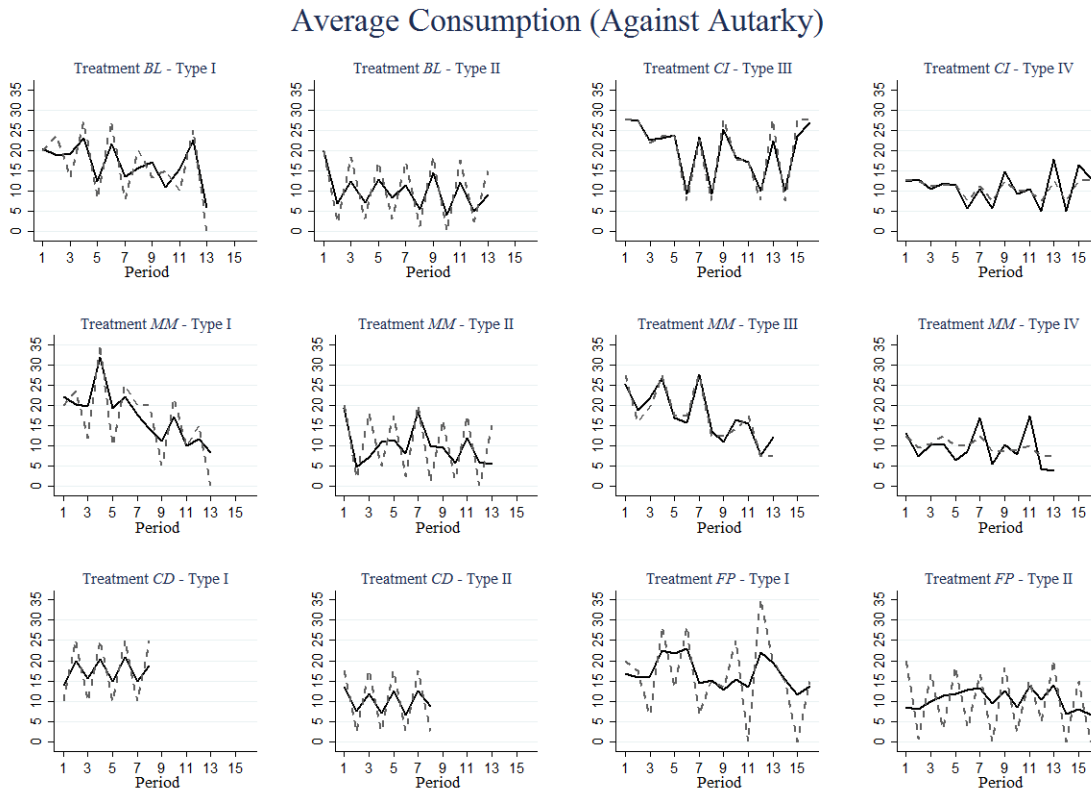 Average Consumption (Against Autarky)
Treatment BL - Type I
35
30
25
20
15
10
5
0
1 3 5 7 9 11 13 15
Period
Treatment BL - Type II
35
30
25
20
15
10
5
0
1 3 5 7 9 11 13 15
Period
Treatment CI - Type III
35
30
25
20
15
10
5
0
1 3 5 7 9 11 13 15
Period
Treatment CI - Type IV
35
30
25
20
15
10
5
0
1 3 5 7 9 11 13 15
Period
Treatment MM - Type I
35
30
25
20
15
10
5
0
1 3 5 7 9 11 13 15
Period
Treatment MM - Type II
35
30
25
20
15
10
5
0
1 3 5 7 9 11 13 15
Period
Treatment MM - Type III
35
30
25
20
15
10
5
0
1 3 5 7 9 11 13 15
Period
Treatment MM - Type IV
35
30
25
20
15
10
5
0
1 3 5 7 9 11 13 15
Period
Treatment CD - Type I
35
30
25
20
15
10
5
0
1 3 5 7 9 11 13 15
Period
Treatment CD - Type II
35
30
25
20
15
10
5
0
1 3 5 7 9 11 13 15
Period
Treatment FP - Type I
35
30
25
20
15
10
5
0
1 3 5 7 9 11 13 15
Period
Treatment FP - Type II
35
30
25
20
15
10
5
0
1 3 5 7 9 11 13 15
Period